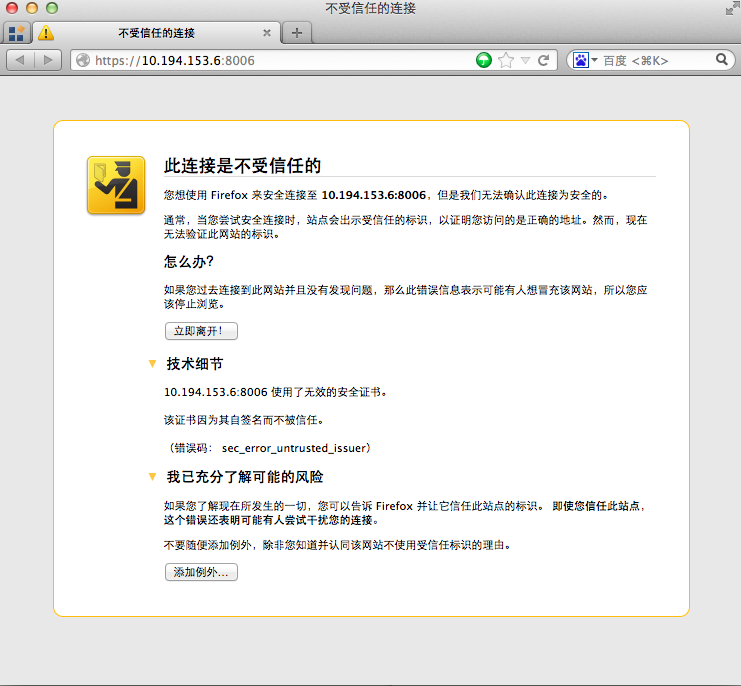 不受信任的连接
不受信任的连接
https://10.194.153.6:8006
百度 <⌘K>
此连接是不受信任的
您想使用 Firefox 来安全连接至 10.194.153.6:8006，但是我们无法确认此连接为安全的。
通常，当您尝试安全连接时，站点会出示受信任的标识，以证明您访问的是正确的地址。然而，现在
无法验证此网站的标识。
怎么办?
如果您过去连接到此网站并且没有发现问题，那么此错误信息表示可能有人想冒充该网站，所以您应
该停止浏览。
立即离开！
技术细节
10.194.153.6:8006 使用了无效的安全证书。
该证书因为其自签名而不被信任。
（错误码： sec_error_untrusted_issuer）
我已充分了解可能的风险
如果您了解现在所发生的一切，您可以告诉 Firefox 并让它信任此站点的标识。 即使您信任此站点，
这个错误还表明可能有人尝试干扰您的连接。
不要随便添加例外，除非您知道并认同该网站不使用受信任标识的理由。
添加例外...